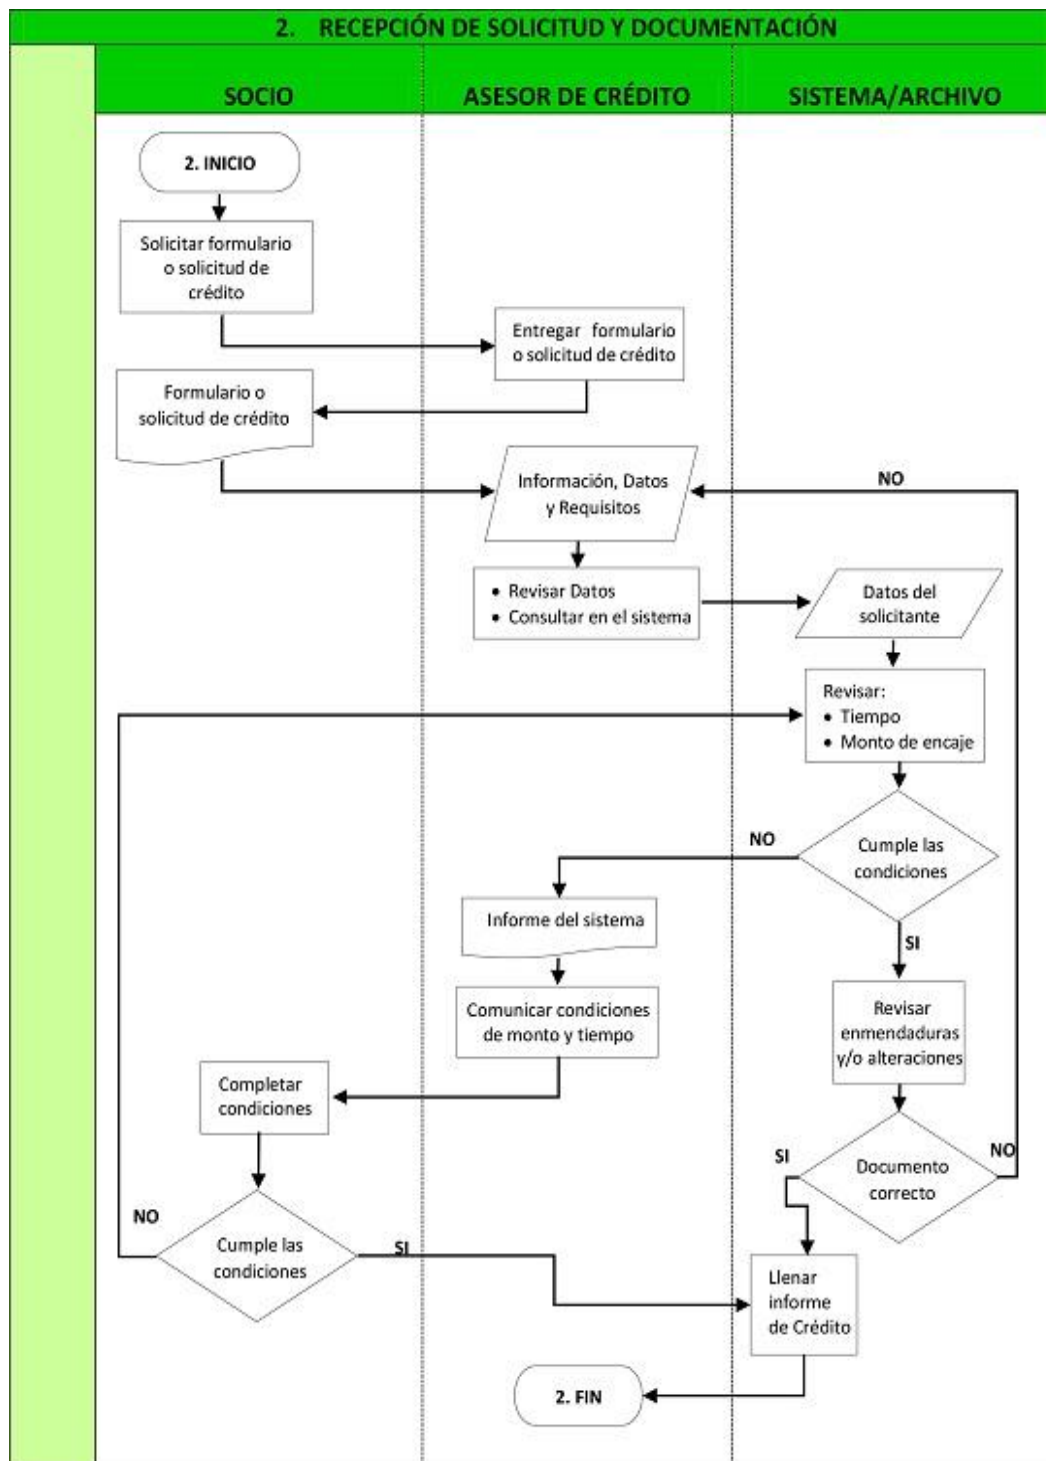 2. RECEPCIÓN DE SOLICITUD Y DOCUMENTACIÓN
SOCIO
ASESOR DE CRÉDITO
SISTEMA/ARCHIVO
2. INICIO
Solicitar formulario
o solicitud de
crédito
Entregar formulario
o solicitud de crédito
Formulario o
solicitud de crédito
Información, Datos
y Requisitos
NO
• Revisar Datos
• Consultar en el sistema
Datos del
solicitante
Revisar:
• Tiempo
• Monto de encaje
NO
Cumple las
condiciones
Informe del sistema
SI
Comunicar condiciones
de monto y tiempo
Revisar
enmendaduras
y/o alteraciones
Completar
condiciones
SI
Documento
correcto
NO
NO
Cumple las
condiciones
SI
Llenar
informe
de Crédito
2. FIN